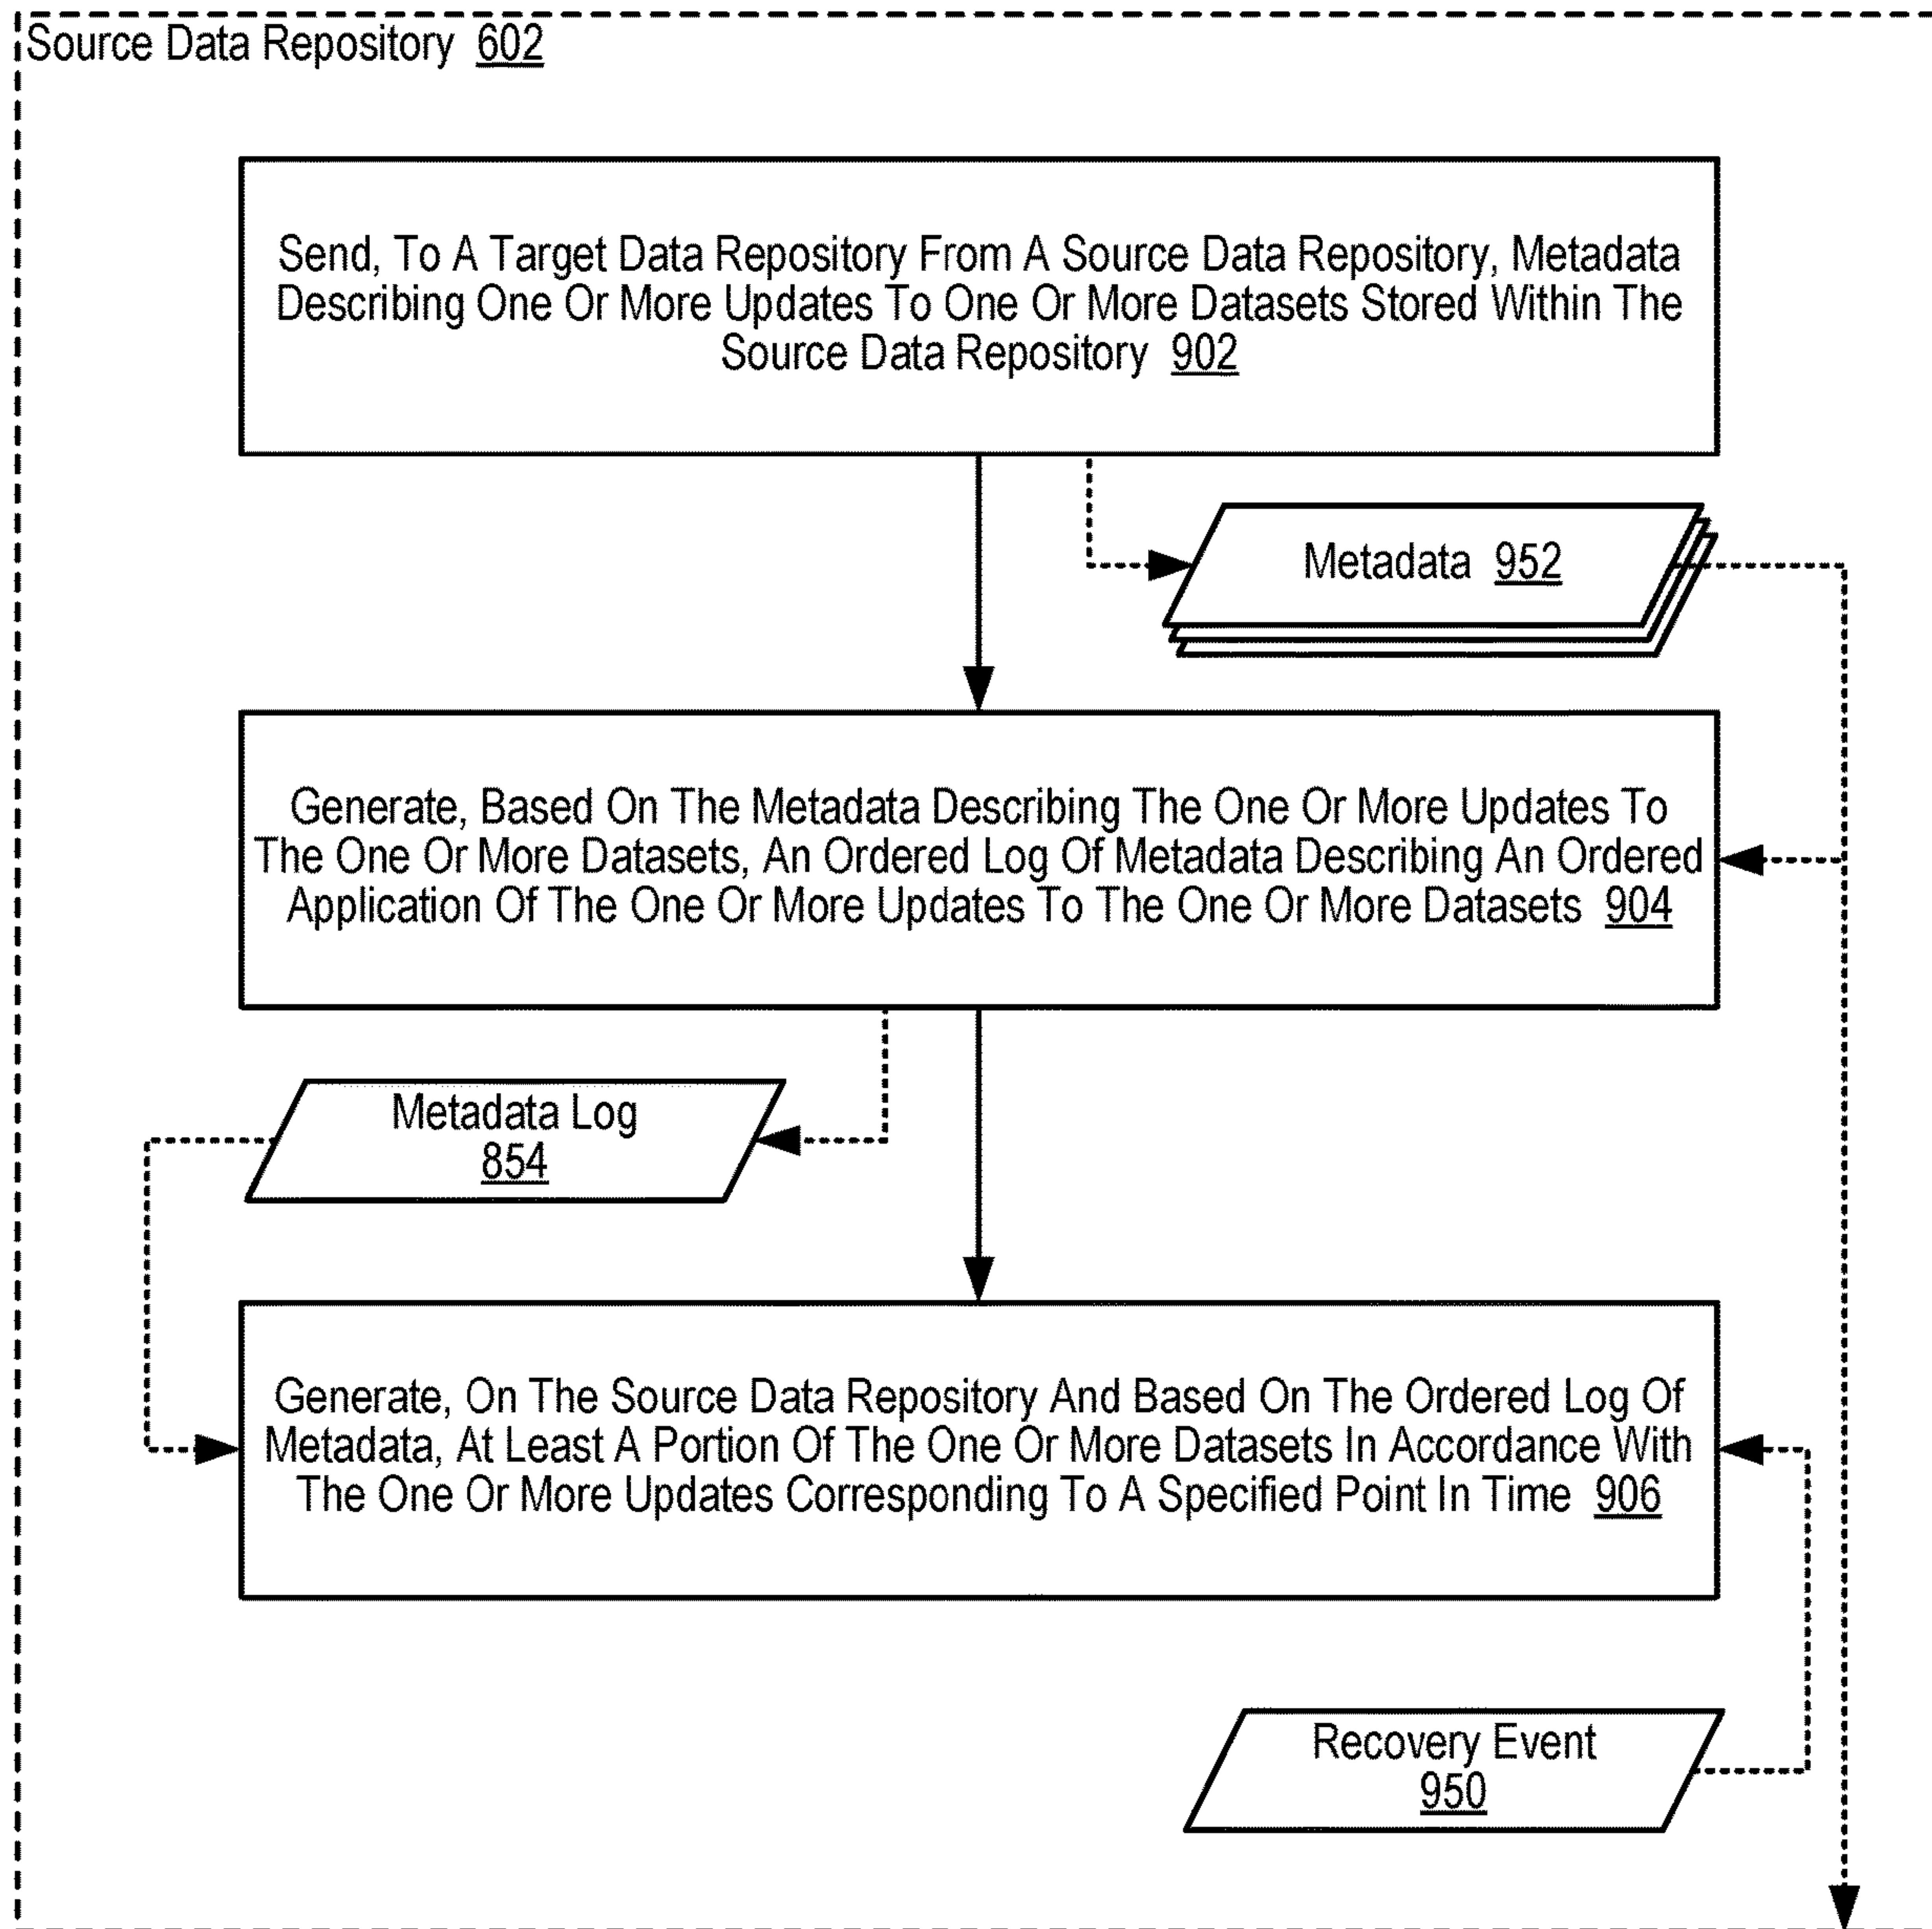 Source Data Repository 602
Send, To A Target Data Repository From A Source Data Repository, Metadata
Describing One Or More Updates To One Or More Datasets Stored Within The
Source Data Repository 902
Metadata 952
Generate, Based On The Metadata Describing The One Or More Updates To
The One Or More Datasets, An Ordered Log Of Metadata Describing An Ordered
Application Of The One Or More Updates To The One Or More Datasets 904
Metadata Log
854
Generate, On The Source Data Repository And Based On The Ordered Log Of
Metadata, At Least A Portion Of The One Or More Datasets In Accordance With
The One Or More Updates Corresponding To A Specified Point In Time 906
Recovery Event
950